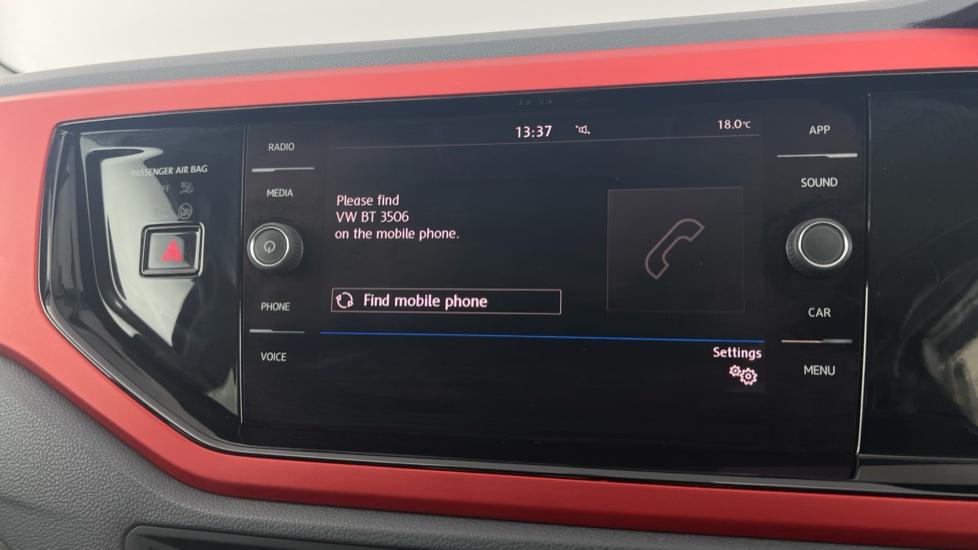 13:37
18.0°C
PASSENGER AIR BAG
RADIO
MEDIA
PHONE
VOICE
Please find
VW BT 3506
on the mobile phone.
Find mobile phone
Settings
APP
SOUND
CAR
MENU